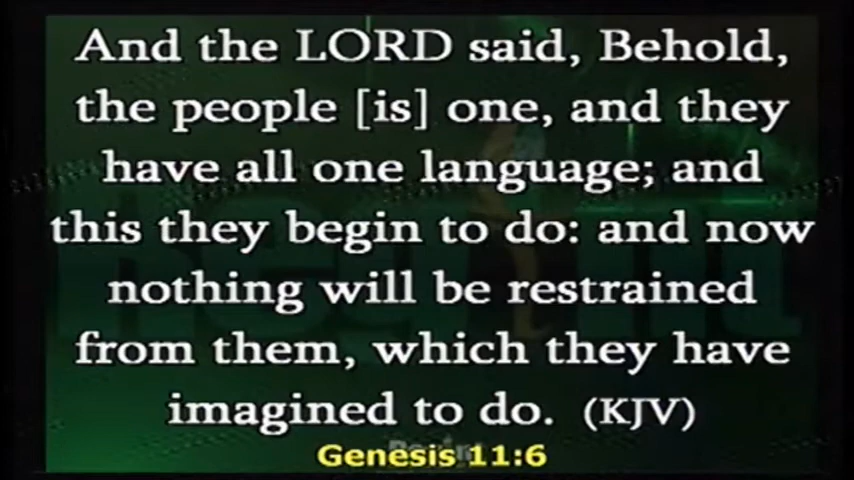 And the LORD said, Behold,
the people [is] one, and they
have all one language; and
this they begin to do: and now
nothing will be restrained
from them, which they have
imagined to do. (KJV)
Genesis 11:6